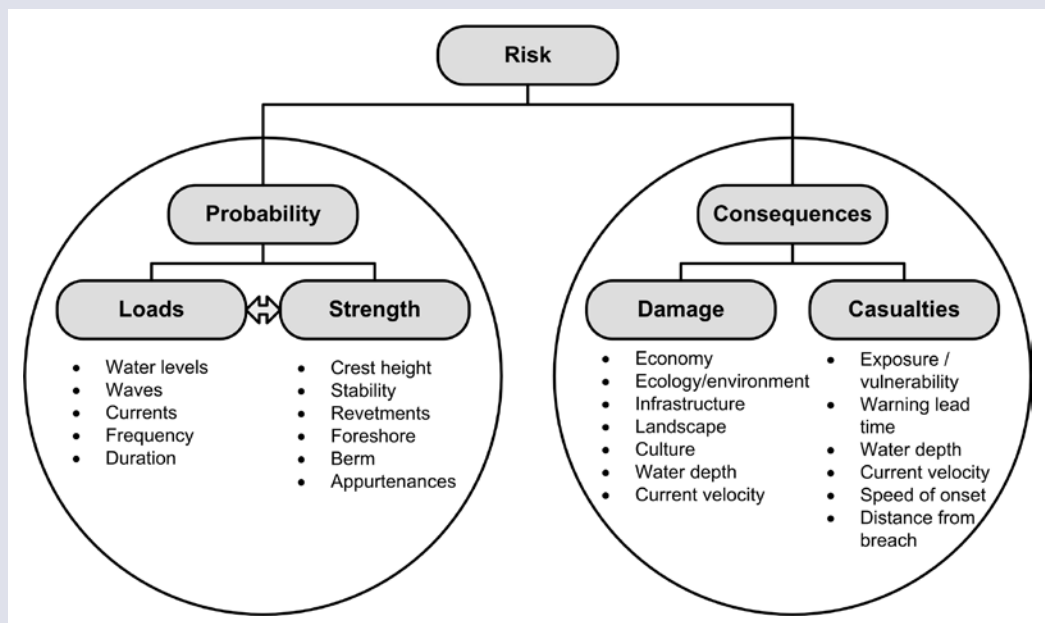 Risk
Probability
Consequences
Loads
Strength
Damage
Casualties
• Water levels
• Waves
• Currents
• Frequency
• Duration
• Crest height
• Stability
• Revetments
• Foreshore
• Berm
• Appurtenances
• Economy
• Ecology/environment
• Infrastructure
• Landscape
• Culture
• Water depth
• Current velocity
• Exposure /
vulnerability
• Warning lead
time
• Water depth
• Current velocity
• Speed of onset
• Distance from
breach